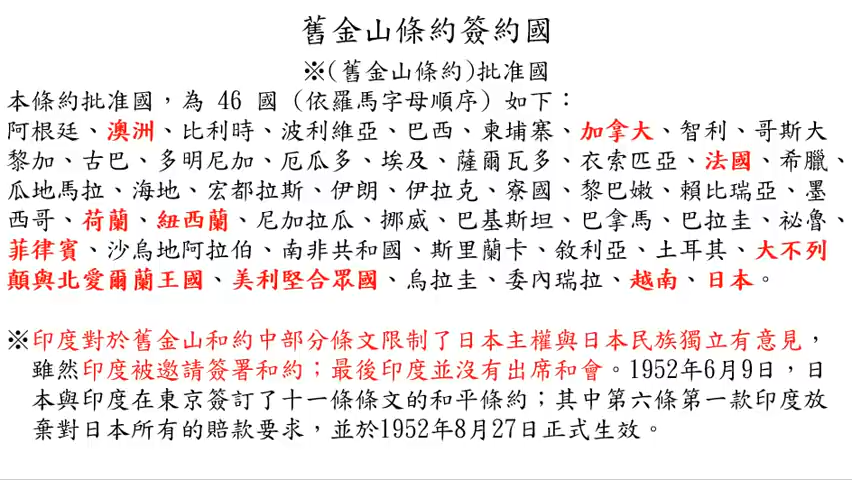 舊金山條約簽約國
※(舊金山條約)批准國
本條約批准國，為 46 國 (依羅馬字母順序) 如下：
阿根廷、澳洲、比利時、波利維亞、巴西、柬埔寨、加拿大、智利、哥斯大
黎加、古巴、多明尼加、厄瓜多、埃及、薩爾瓦多、衣索匹亞、法國、希臘、
瓜地馬拉、海地、宏都拉斯、伊朗、伊拉克、寮國、黎巴嫩、賴比瑞亞、墨
西哥、荷蘭、紐西蘭、尼加拉瓜、挪威、巴基斯坦、巴拿馬、巴拉圭、祕魯、
菲律賓、沙烏地阿拉伯、南非共和國、斯里蘭卡、敘利亞、土耳其、大不列
顛與北愛爾蘭王國、美利堅合眾國、烏拉圭、委內瑞拉、越南、日本。
※印度對於舊金山和約中部分條文限制了日本主權與日本民族獨立有意見，
雖然印度被邀請簽署和約；最後印度並沒有出席和會。1952年6月9日，日
本與印度在東京簽訂了十一條條文的和平條約；其中第六條第一款印度放
棄對日本所有的賠款要求，並於1952年8月27日正式生效。